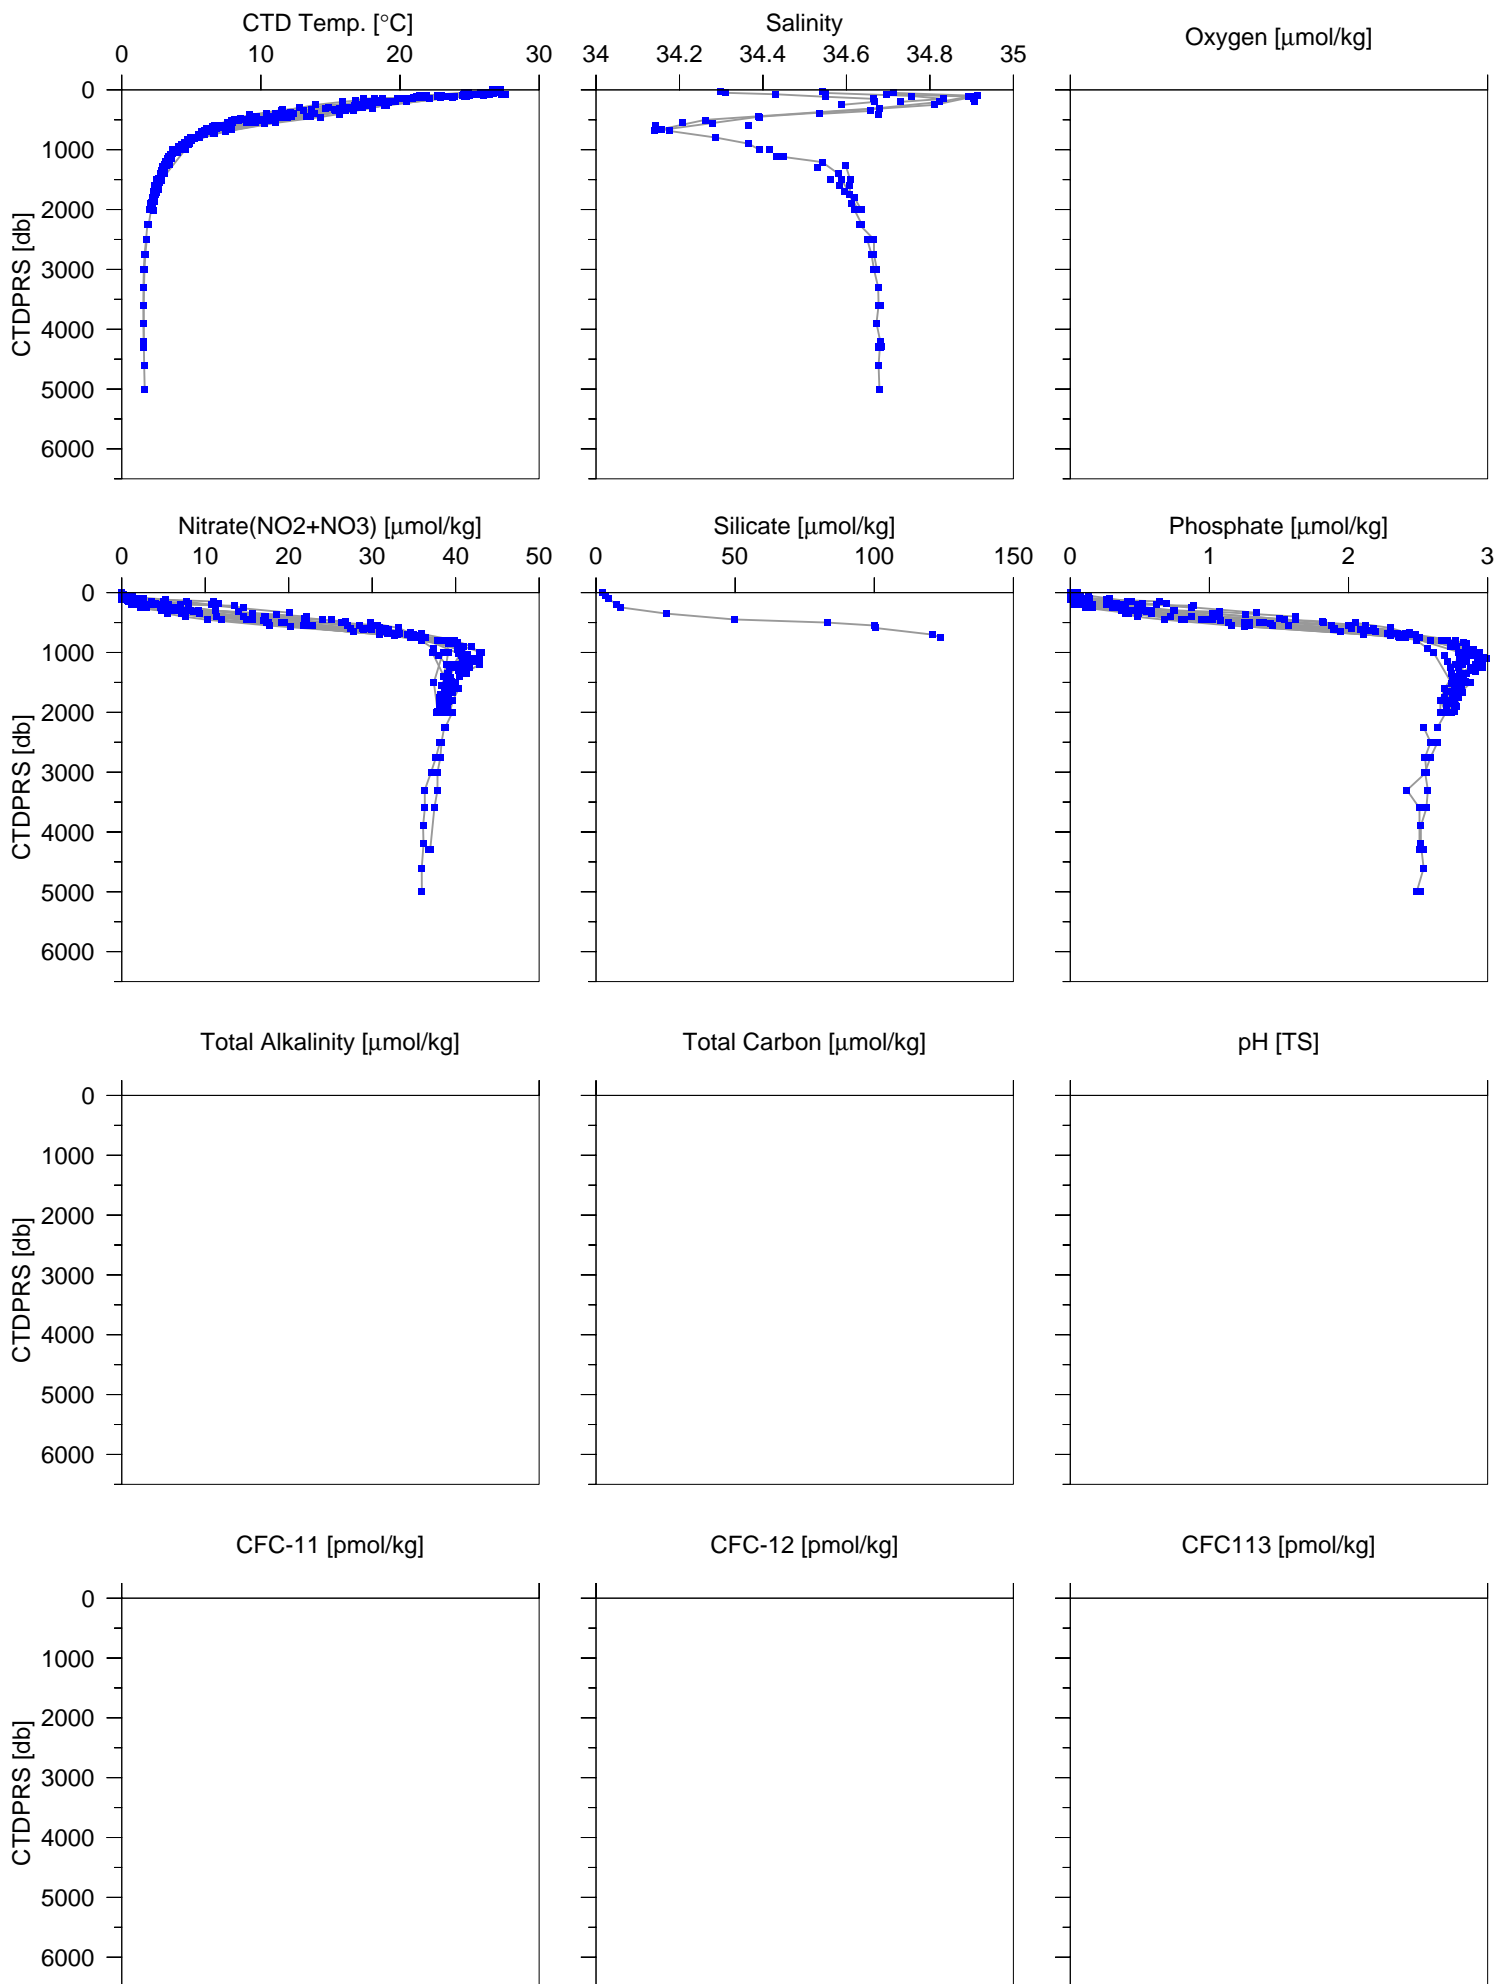 CTD Temp. [°C] Salinity Oxygen [μmol/kg]
0 10 20 30 34 34.2 34.4 34.6 34.8 35
0
1000
2000
3000
4000
5000
6000
CTDPRS [db]
Nitrate(NO2+NO3) [μmol/kg] Silicate [μmol/kg] Phosphate [μmol/kg]
0 10 20 30 40 50 0 50 100 150 0 1 2 3
0
1000
2000
3000
4000
5000
6000
CTDPRS [db]
Total Alkalinity [μmol/kg] Total Carbon [μmol/kg] pH [TS]
0
1000
2000
3000
4000
5000
6000
CTDPRS [db]
CFC-11 [pmol/kg] CFC-12 [pmol/kg] CFC113 [pmol/kg]
0
1000
2000
3000
4000
5000
6000
CTDPRS [db]